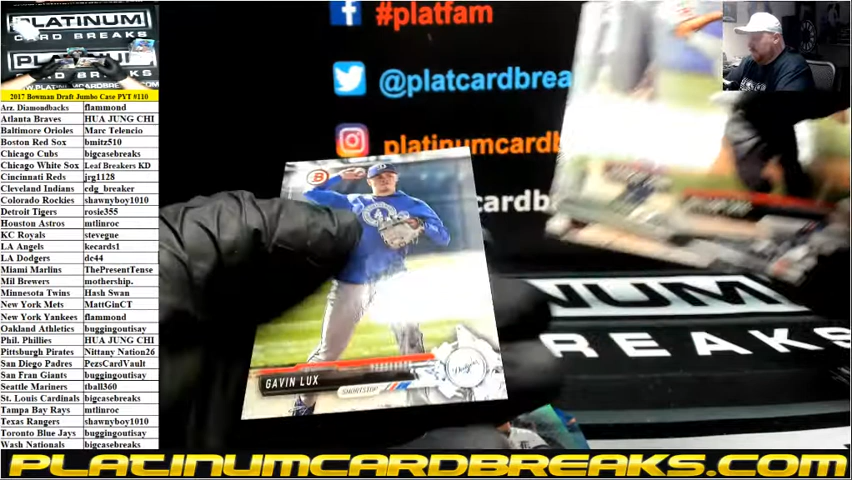 PLATINUM
CARD BREAKS
2017 Bowman Draft Jumbo Case PYT #110
Arz. Diamondbacks flammond
Atlanta Braves HUA JUNG CHI
Baltimore Orioles Marc Telencio
Boston Red Sox bmitz510
Chicago Cubs bigcasebreaks
Chicago White Sox Leaf Breakers KD
Cincinnati Reds jrg1128
Cleveland Indians cdg_breaker
Colorado Rockies shawnyboy1010
Detroit Tigers rosie355
Houston Astros mtlinroc
KC Royals stevegue
LA Angels kecards1
LA Dodgers dc44
Miami Marlins ThePresentTense
Mil Brewers mothership.
Minnesota Twins Hash Swan
New York Mets MattGinCT
New York Yankees flammond
Oakland Athletics buggingoutisay
Phil. Phillies HUA JUNG CHI
Pittsburgh Pirates Nittany Nation26
San Diego Padres PezsCardVault
San Fran Giants buggingoutisay
Seattle Mariners tball360
St. Louis Cardinals bigcasebreaks
Tampa Bay Rays mtlinroc
Texas Rangers shawnyboy1010
Toronto Blue Jays buggingoutisay
Wash Nationals bigcasebreaks
#platfam
@platcardbrea
platinumcardb
cardbre
B
GAVIN LUX
SHORTSTOP
Dodgers
NUM
BREAKS
PLATINUMCARDBREAKS.COM